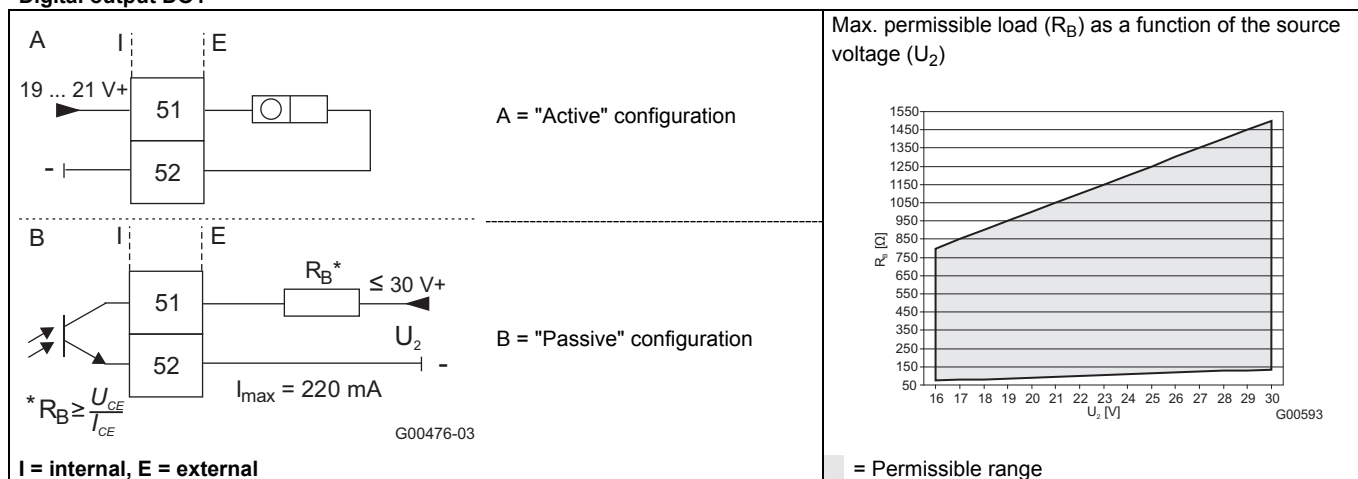 Digital output DO1
A
I
E
19 ... 21 V+
51
-
52
A = "Active" configuration
B
I
E
R_B*
≤ 30 V+
51
U₂
52
-
I_max = 220 mA
*R_B ≥ U_CE / I_CE
G00476-03
B = "Passive" configuration
I = internal, E = external
Max. permissible load (R_B) as a function of the source
voltage (U₂)
1550
1450
1350
1250
1150
1050
950
850
750
650
550
450
350
250
150
50
R_B [Ω]
16 17 18 19 20 21 22 23 24 25 26 27 28 29 30
U₂ [V]
G00593
= Permissible range